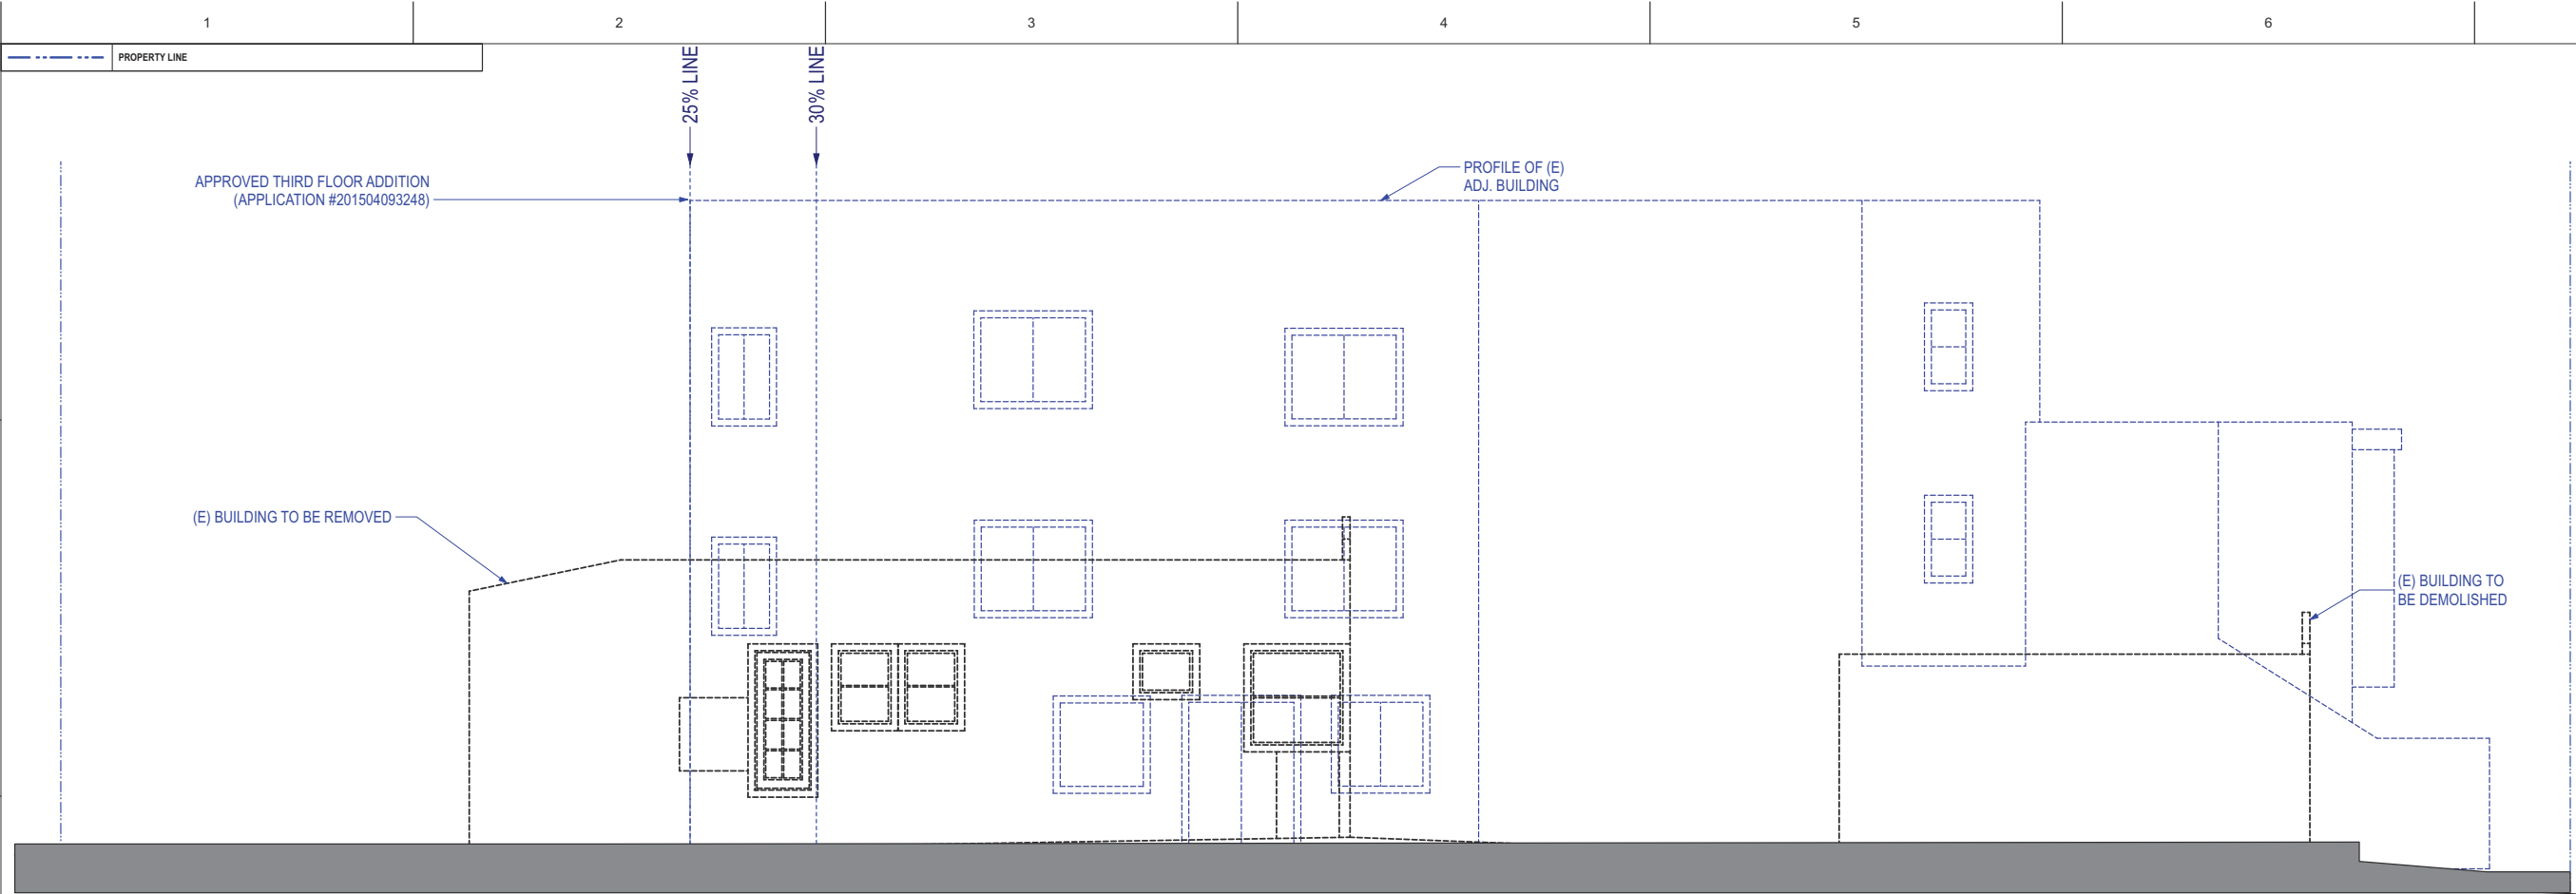 1 2 3 4 5 6
PROPERTY LINE
25% LINE
30% LINE
APPROVED THIRD FLOOR ADDITION
(APPLICATION #201504093248)
PROFILE OF (E)
ADJ. BUILDING
(E) BUILDING TO BE REMOVED
(E) BUILDING TO
BE DEMOLISHED